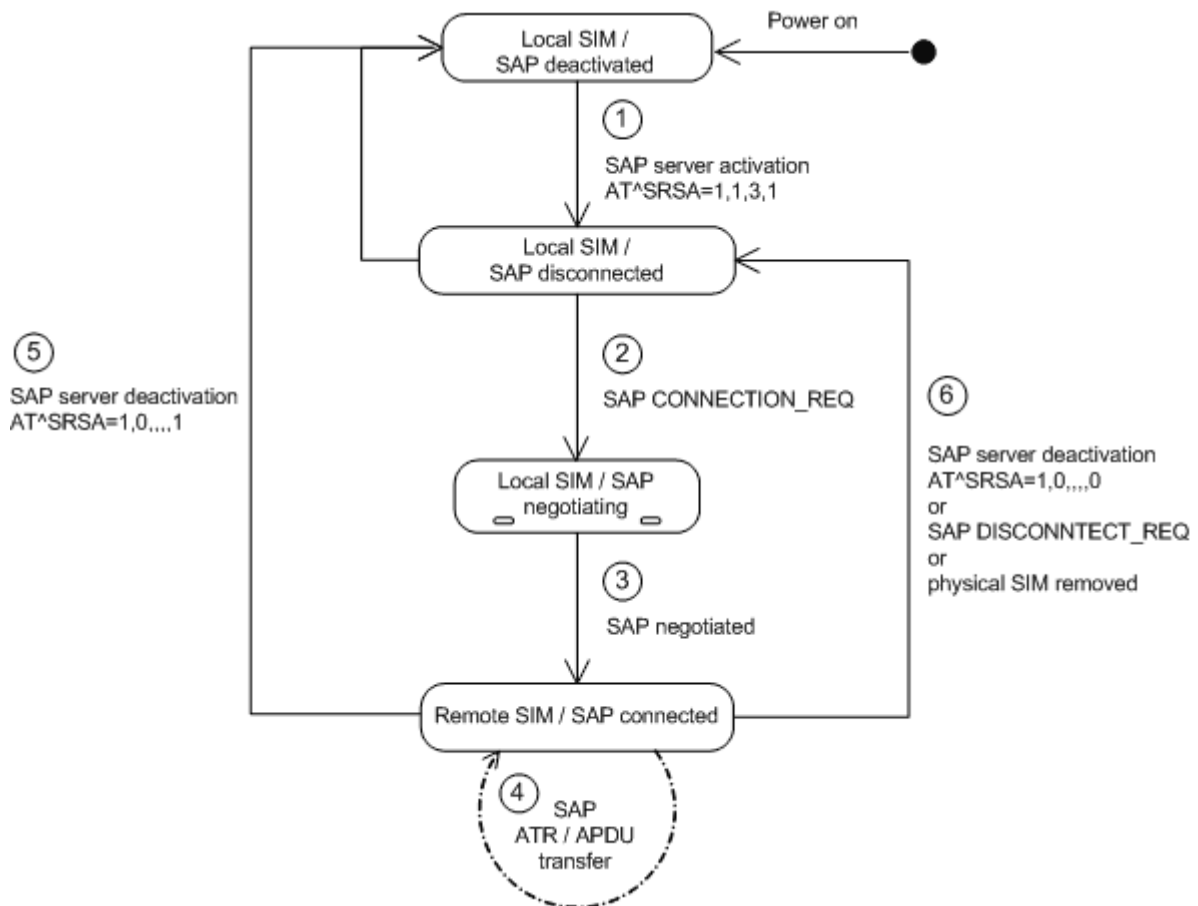 Local SIM /
SAP deactivated
Power on
1
SAP server activation
AT^SRSA=1,1,3,1
Local SIM /
SAP disconnected
5
SAP server deactivation
AT^SRSA=1,0,,,,1
2
SAP CONNECTION_REQ
6
SAP server deactivation
AT^SRSA=1,0,,,,0
or
SAP DISCONNTECT_REQ
or
physical SIM removed
Local SIM / SAP
negotiating
3
SAP negotiated
Remote SIM / SAP connected
4
SAP
ATR / APDU
transfer